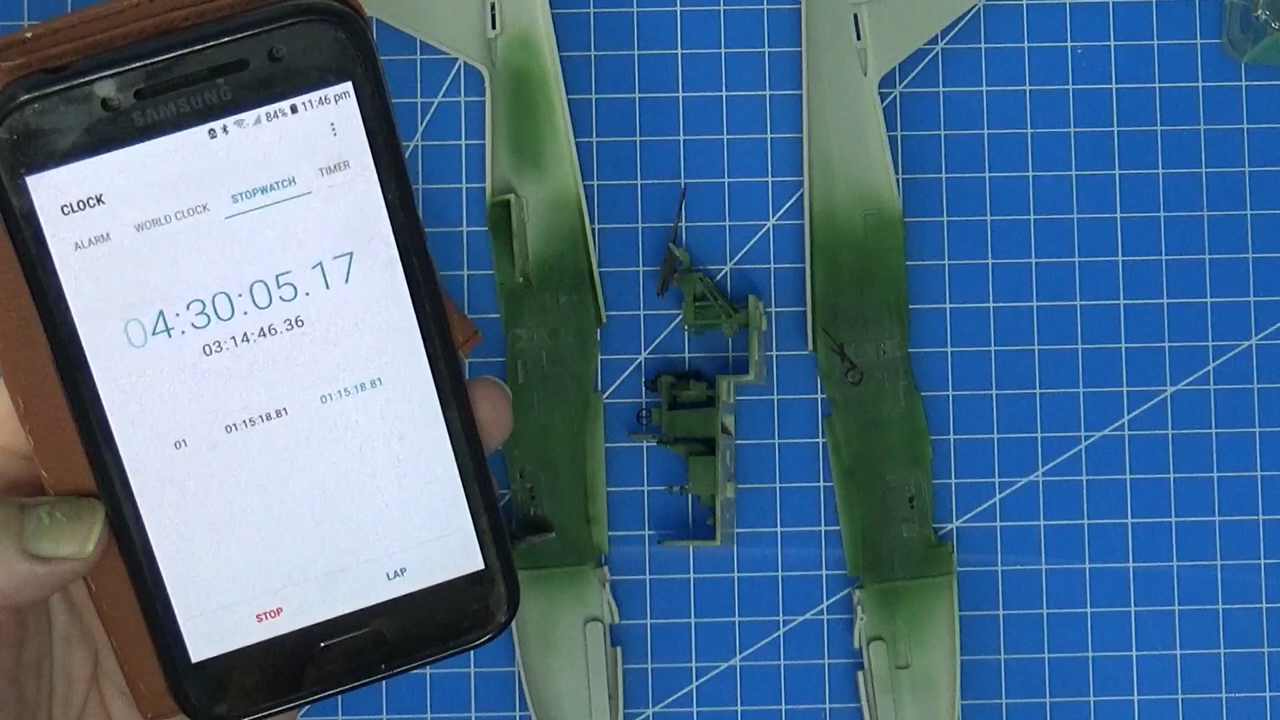 SAMSUNG
84% 11:46 pm
CLOCK
ALARM WORLD CLOCK STOPWATCH TIMER
04:30:05.17
03:14:46.36
01 01:15:18.81 01:15:18.81
STOP LAP